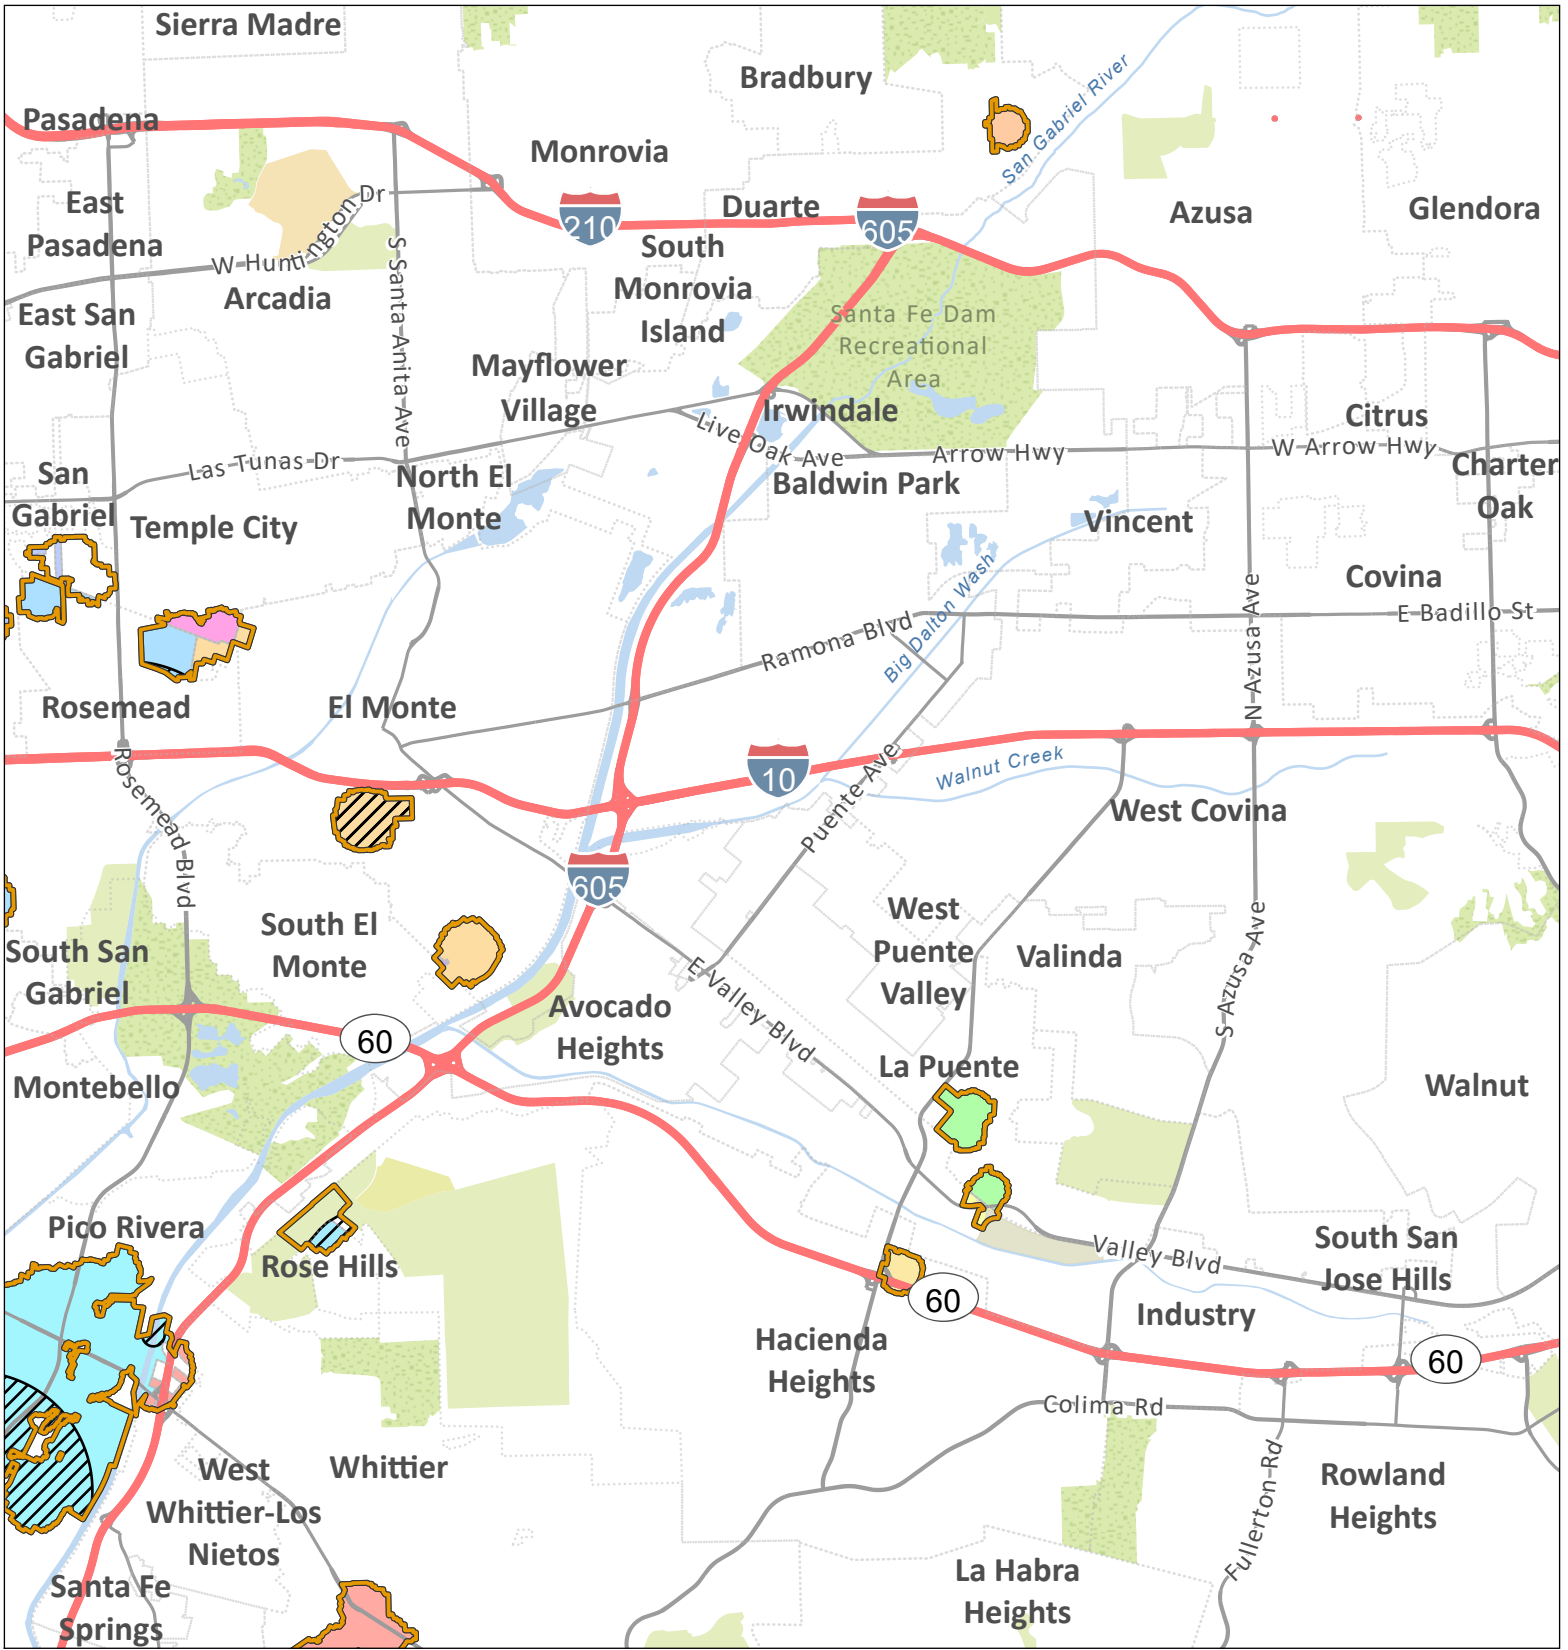 Sierra Madre
Bradbury
San Gabriel River
Pasadena
Monrovia
Dr
East
Pasadena
W Huntington
S Santa Anita Ave
210
Duarte
605
Azusa
Glendora
South
Monrovia
Island
Arcadia
East San
Gabriel
Santa Fe Dam
Recreational
Area
Mayflower
Village
Irwindale
Citrus
Live Oak Ave
Arrow Hwy
W Arrow Hwy
Las Tunas Dr
San
Gabriel
North El
Monte
Baldwin Park
Charter
Oak
Temple City
Vincent
Covina
Big Dalton Wash
N Azusa Ave
E Badillo St
Ramona Blvd
Rosemead
El Monte
Rosemead Blvd
10
Puente Ave
Walnut Creek
West Covina
605
South El
Monte
South San
Gabriel
West
Puente
Valley
Valinda
S Azusa Ave
E Valley Blvd
Avocado
Heights
60
Montebello
La Puente
Walnut
Pico Rivera
Rose Hills
Valley Blvd
South San
Jose Hills
60
Industry
Hacienda
Heights
60
Colima Rd
West
Whittier-Los
Nietos
Whittier
Fullerton Rd
Rowland
Heights
Santa Fe
Springs
La Habra
Heights